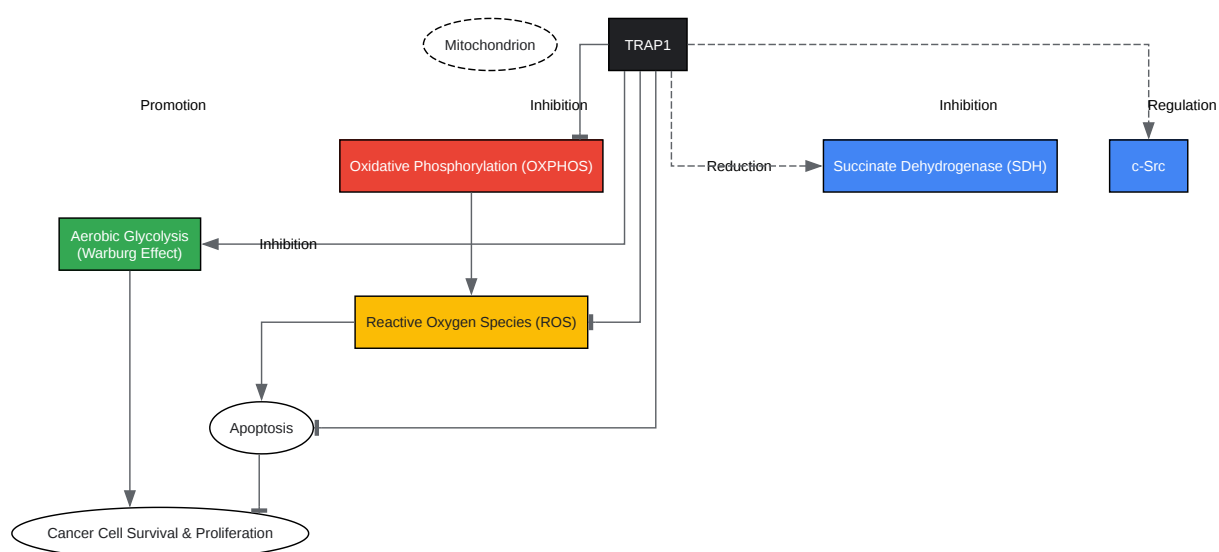 Mitochondrion
TRAP1
Promotion
Inhibition
Inhibition
Regulation
Oxidative Phosphorylation (OXPHOS)
Reduction
Succinate Dehydrogenase (SDH)
c-Src
Aerobic Glycolysis
(Warburg Effect)
Inhibition
Reactive Oxygen Species (ROS)
Apoptosis
Cancer Cell Survival & Proliferation